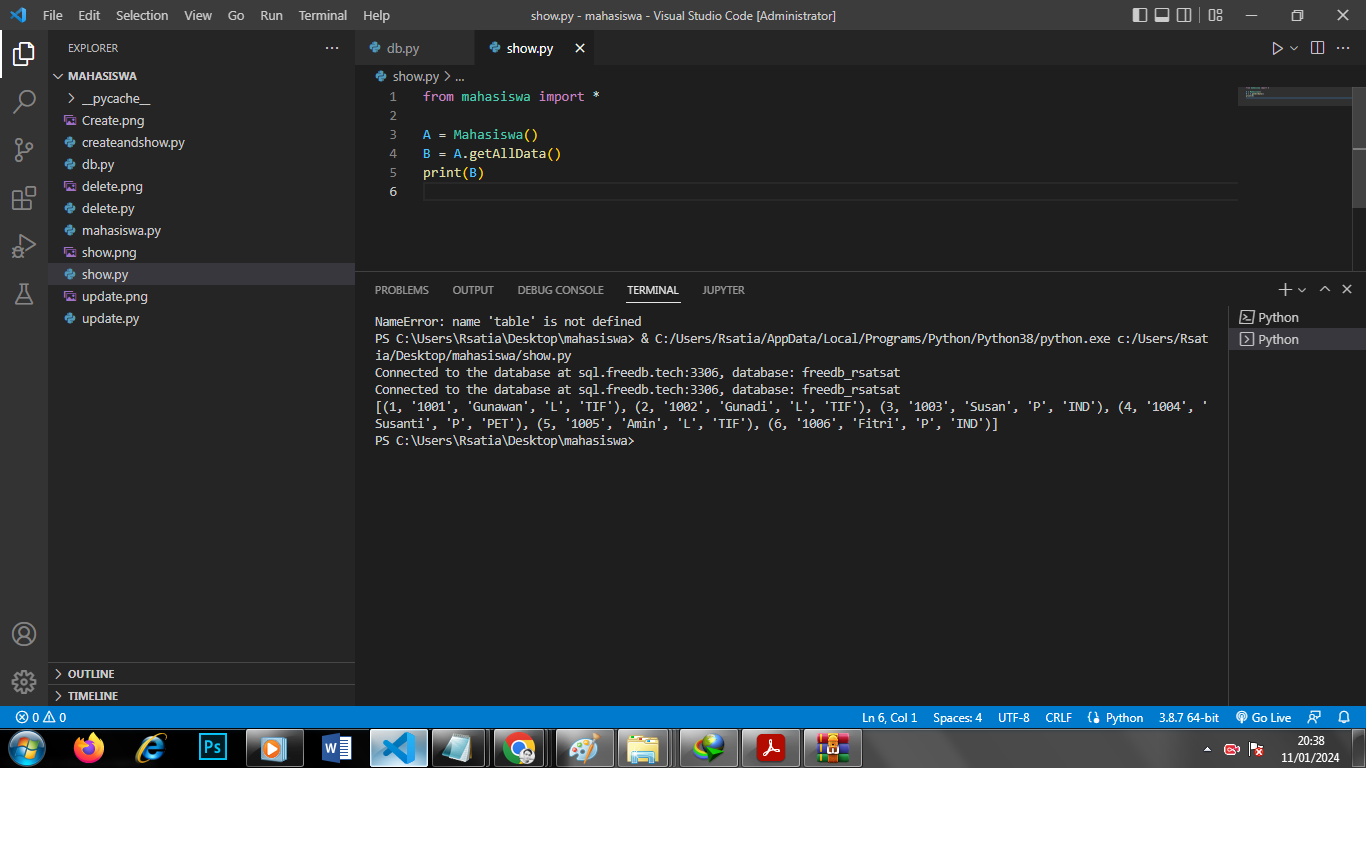 File Edit Selection View Go Run Terminal Help
show.py - mahasiswa - Visual Studio Code [Administrator]
EXPLORER
MAHASISWA
__pycache__
Create.png
createandshow.py
db.py
delete.png
delete.py
mahasiswa.py
show.png
show.py
update.png
update.py
OUTLINE
TIMELINE
db.py
show.py
show.py > ...
1 from mahasiswa import *
2
3 A = Mahasiswa()
4 B = A.getAllData()
5 print(B)
6
PROBLEMS OUTPUT DEBUG CONSOLE TERMINAL JUPYTER
NameError: name 'table' is not defined
PS C:\Users\Rsatia\Desktop\mahasiswa> & C:/Users/Rsatia/AppData/Local/Programs/Python/Python38/python.exe c:/Users/Rsat
ia/Desktop/mahasiswa/show.py
Connected to the database at sql.freedb.tech:3306, database: freedb_rsatsat
Connected to the database at sql.freedb.tech:3306, database: freedb_rsatsat
[(1, '1001', 'Gunawan', 'L', 'TIF'), (2, '1002', 'Gunadi', 'L', 'TIF'), (3, '1003', 'Susan', 'P', 'IND'), (4, '1004', '
Susanti', 'P', 'PET'), (5, '1005', 'Amin', 'L', 'TIF'), (6, '1006', 'Fitri', 'P', 'IND')]
PS C:\Users\Rsatia\Desktop\mahasiswa>
Python
Python
0 0
Ln 6, Col 1 Spaces: 4 UTF-8 CRLF Python 3.8.7 64-bit Go Live
Ps
W
20:38
11/01/2024